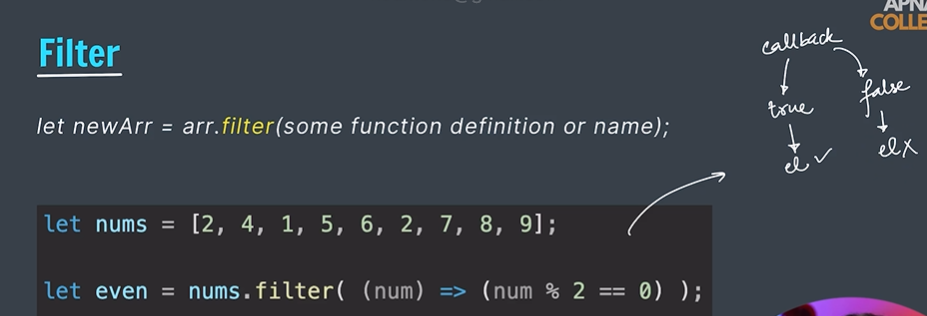 APNA
COLLE
Filter
callback
true
false
el ✓
el X
let newArr = arr.filter(some function definition or name);
let nums = [2, 4, 1, 5, 6, 2, 7, 8, 9];
let even = nums.filter( (num) => (num % 2 == 0) );